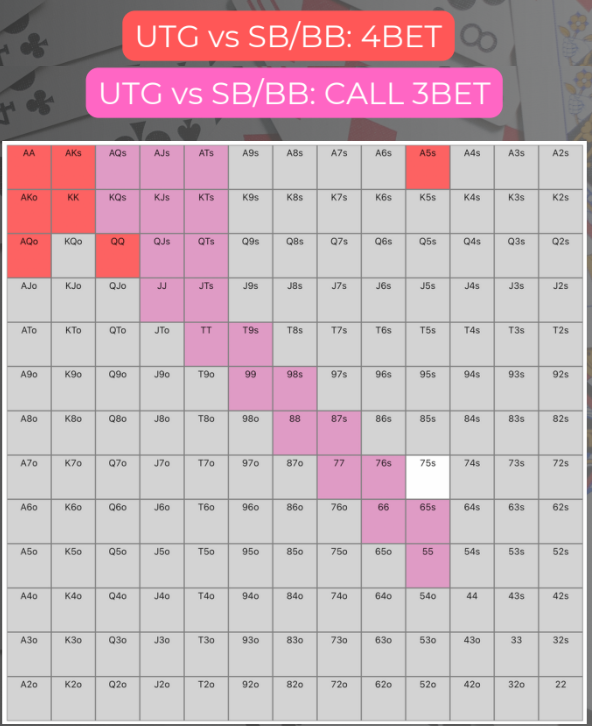 UTG vs SB/BB: 4BET
UTG vs SB/BB: CALL 3BET
AA AKs AQs AJs ATs A9s A8s A7s A6s A5s A4s A3s A2s
AKo KK KQs KJs KTs K9s K8s K7s K6s K5s K4s K3s K2s
AQo KQo QQ QJs QTs Q9s Q8s Q7s Q6s Q5s Q4s Q3s Q2s
AJo KJo QJo JJ JTs J9s J8s J7s J6s J5s J4s J3s J2s
ATo KTo QTo JTo TT T9s T8s T7s T6s T5s T4s T3s T2s
A9o K9o Q9o J9o T9o 99 98s 97s 96s 95s 94s 93s 92s
A8o K8o Q8o J8o T8o 98o 88 87s 86s 85s 84s 83s 82s
A7o K7o Q7o J7o T7o 97o 87o 77 76s 75s 74s 73s 72s
A6o K6o Q6o J6o T6o 96o 86o 76o 66 65s 64s 63s 62s
A5o K5o Q5o J5o T5o 95o 85o 75o 65o 55 54s 53s 52s
A4o K4o Q4o J4o T4o 94o 84o 74o 64o 54o 44 43s 42s
A3o K3o Q3o J3o T3o 93o 83o 73o 63o 53o 43o 33 32s
A2o K2o Q2o J2o T2o 92o 82o 72o 62o 52o 42o 32o 22